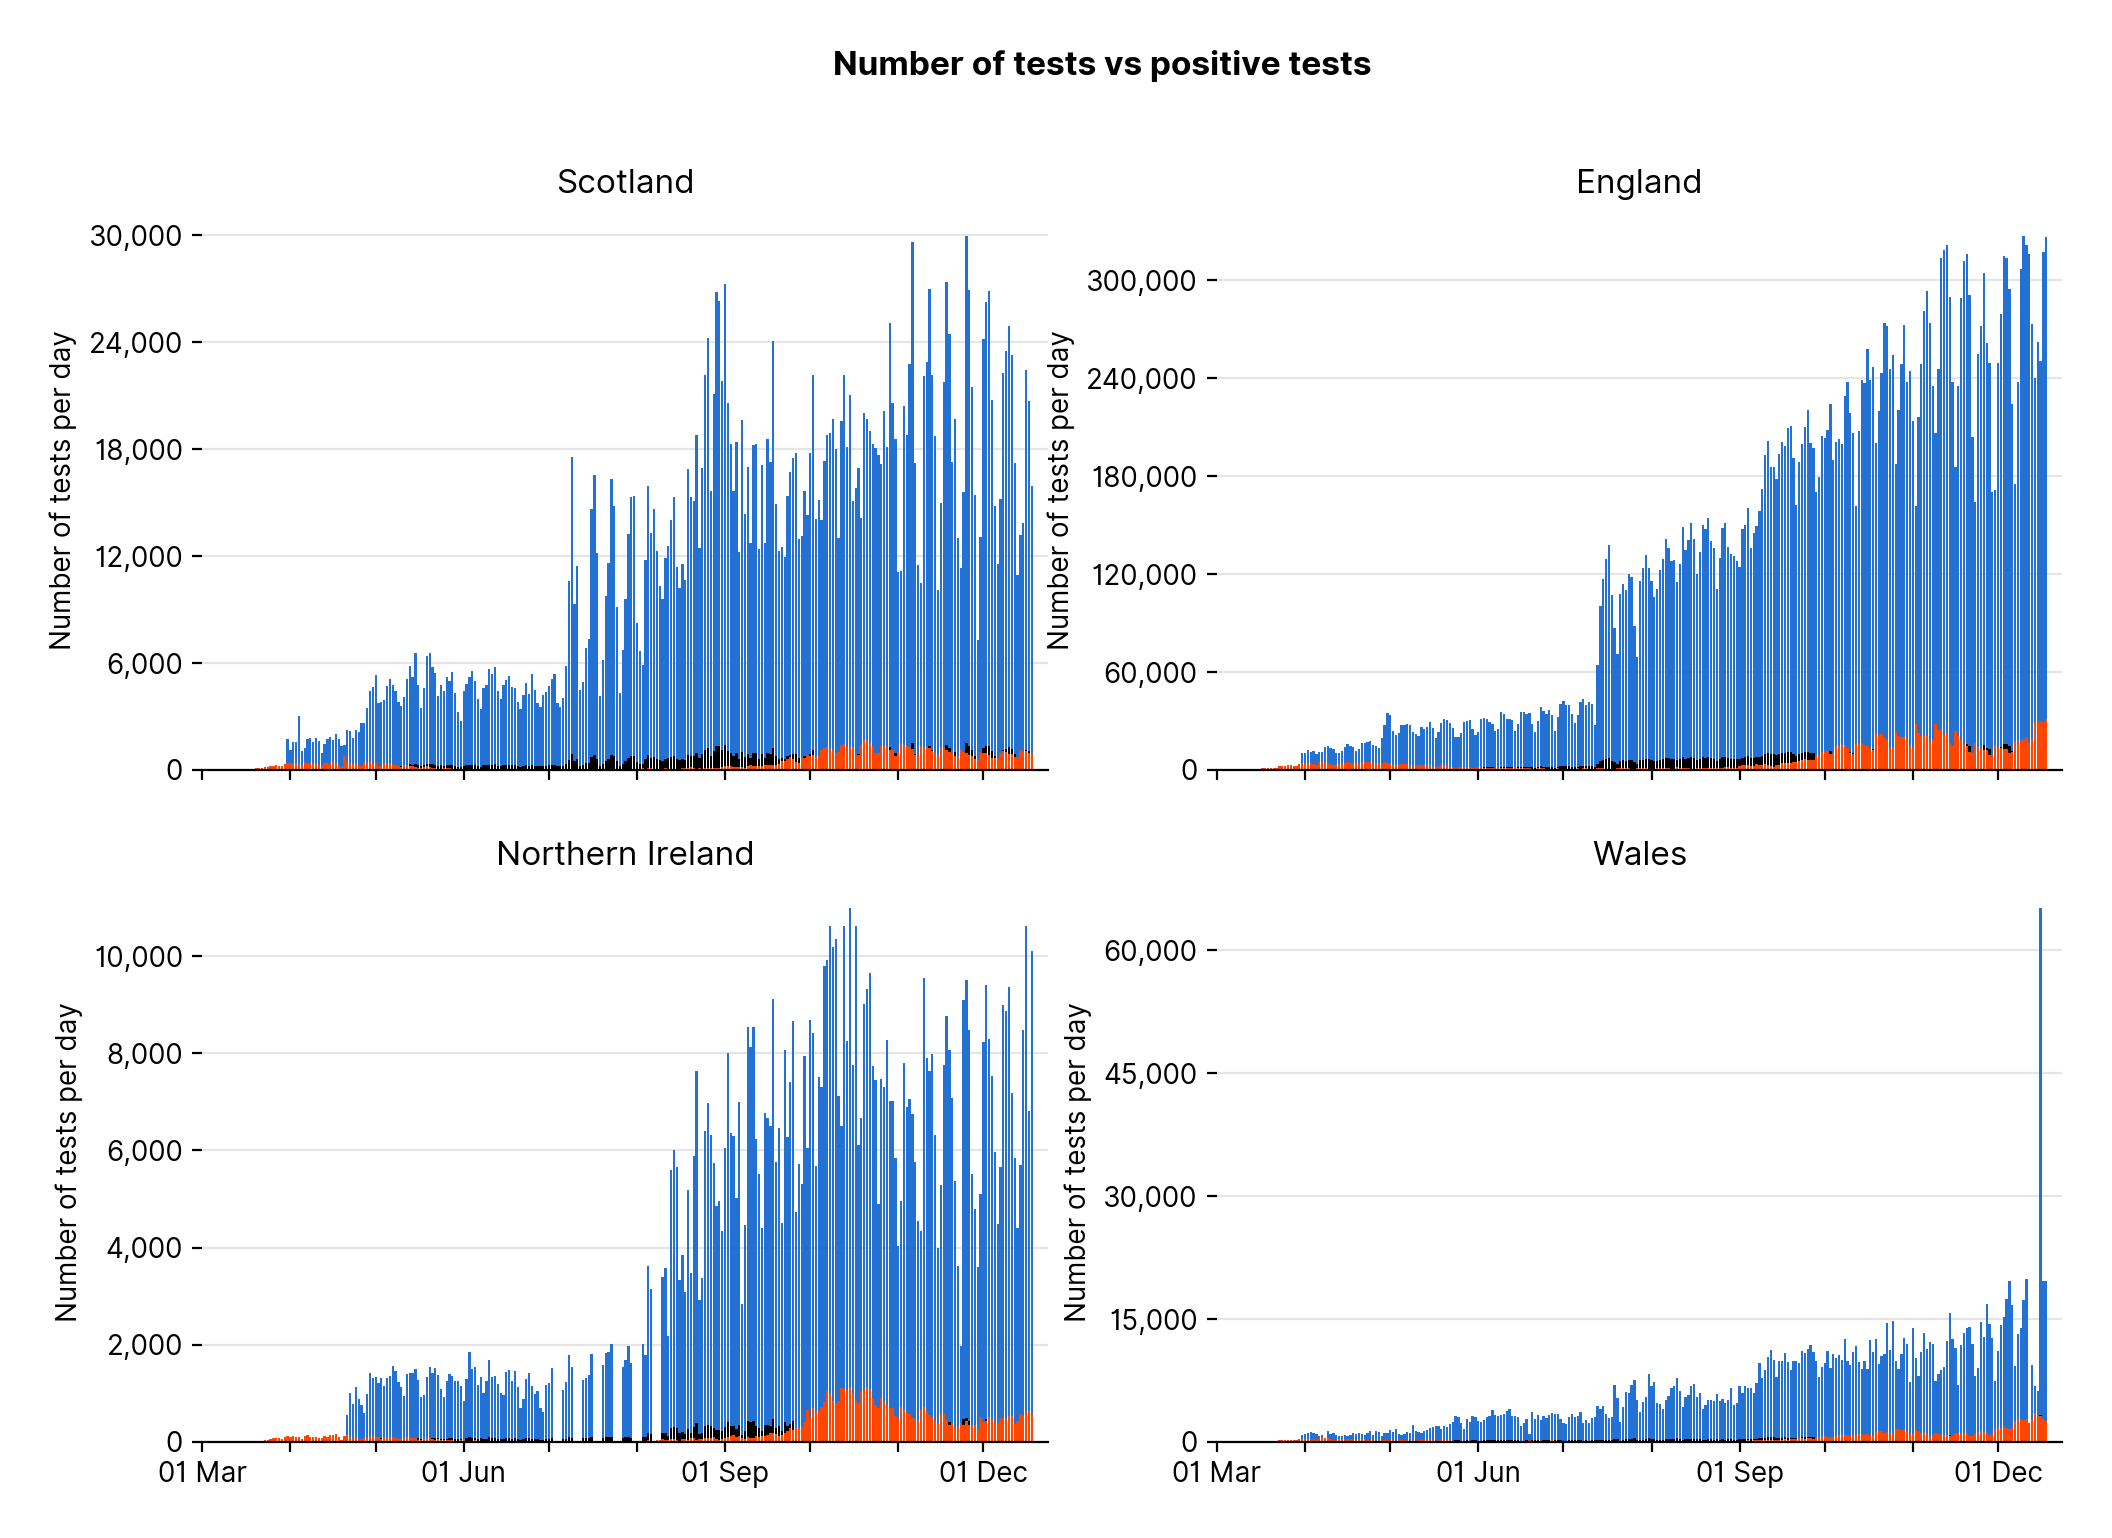 Number of tests vs positive tests
Scotland
Number of tests per day
30,000
24,000
18,000
12,000
6,000
0
England
Number of tests per day
300,000
240,000
180,000
120,000
60,000
0
Northern Ireland
Number of tests per day
10,000
8,000
6,000
4,000
2,000
0
01 Mar
01 Jun
01 Sep
01 Dec
Wales
Number of tests per day
60,000
45,000
30,000
15,000
0
01 Mar
01 Jun
01 Sep
01 Dec